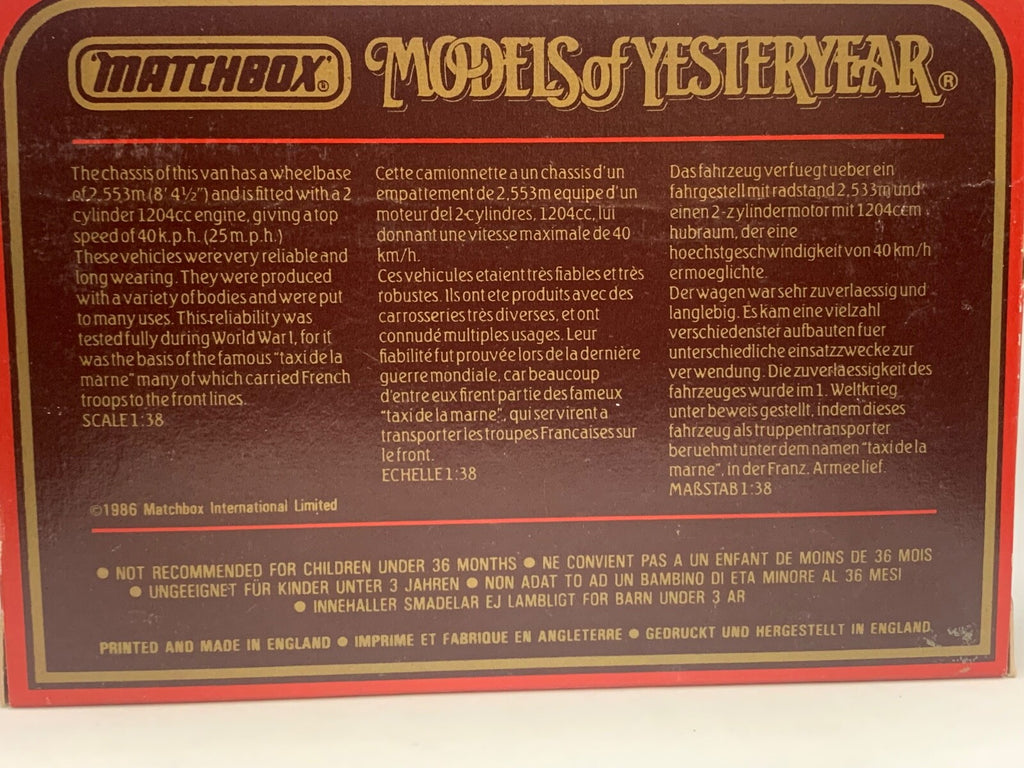 MATCHBOX®
MODELS of YESTERYEAR®
The chassis of this van has a wheelbase
of 2.553m (8' 4½") and is fitted with a 2
cylinder 1204cc engine, giving a top
speed of 40 k.p.h. (25 m.p.h.)
These vehicles were very reliable and
long wearing. They were produced
with a variety of bodies and were put
to many uses. This reliability was
tested fully during World War I, for it
was the basis of the famous "taxi de la
marne" many of which carried French
troops to the front lines.
SCALE 1:38
©1986 Matchbox International Limited
Cette camionnette a un chassis d'un
empattement de 2,553m equipe d'un
moteur del 2-cylindres, 1204cc, lui
donnant une vitesse maximale de 40
km/h.
Ces vehicules etaient très fiables et très
robustes. Ils ont ete produits avec des
carrosseries très diverses, et ont
connudé multiples usages. Leur
fiabilité fut prouvée lors de la dernière
guerre mondiale, car beaucoup
d'entre eux firent partie des fameux
"taxi de la marne", qui servirent a
transporter les troupes Francaises sur
le front.
ECHELLE 1:38
Das fahrzeug verfuegt ueber ein
fahrgestell mit radstand 2,533m und
einen 2-zylindermotor mit 1204ccm
hubraum, der eine
hoechstgeschwindigkeit von 40 km/h
ermoeglichte.
Der wagen war sehr zuverlaessig und
langlebig. Es kam eine vielzahl
verschiedenster aufbauten fuer
unterschiedliche einsatzzwecke zur
verwendung. Die zuverlaessigkeit des
fahrzeuges wurde im 1. Weltkrieg
unter beweis gestellt, indem dieses
fahrzeug als truppentransporter
beruehmt unter dem namen "taxi de la
marne", in der Franz. Armee lief.
MAßSTAB 1:38
● NOT RECOMMENDED FOR CHILDREN UNDER 36 MONTHS ● NE CONVIENT PAS A UN ENFANT DE MOINS DE 36 MOIS
● UNGEEIGNET FÜR KINDER UNTER 3 JAHREN ● NON ADAT TO AD UN BAMBINO DI ETA MINORE AL 36 MESI
● INNEHALLER SMADELAR EJ LAMBLIGT FOR BARN UNDER 3 AR
PRINTED AND MADE IN ENGLAND ● IMPRIME ET FABRIQUE EN ANGLETERRE ● GEDRUCKT UND HERGESTELLT IN ENGLAND